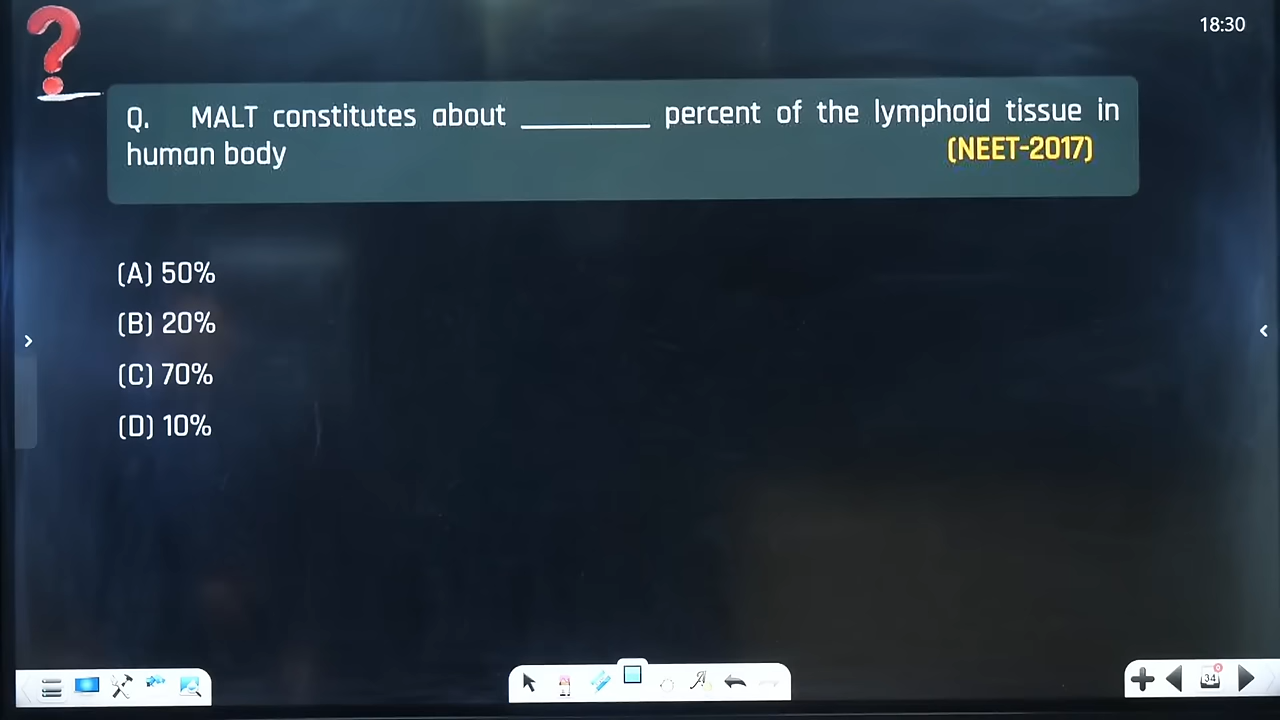 18:30
Q. MALT constitutes about ________ percent of the lymphoid tissue in
human body (NEET-2017)
(A) 50%
(B) 20%
(C) 70%
(D) 10%
34